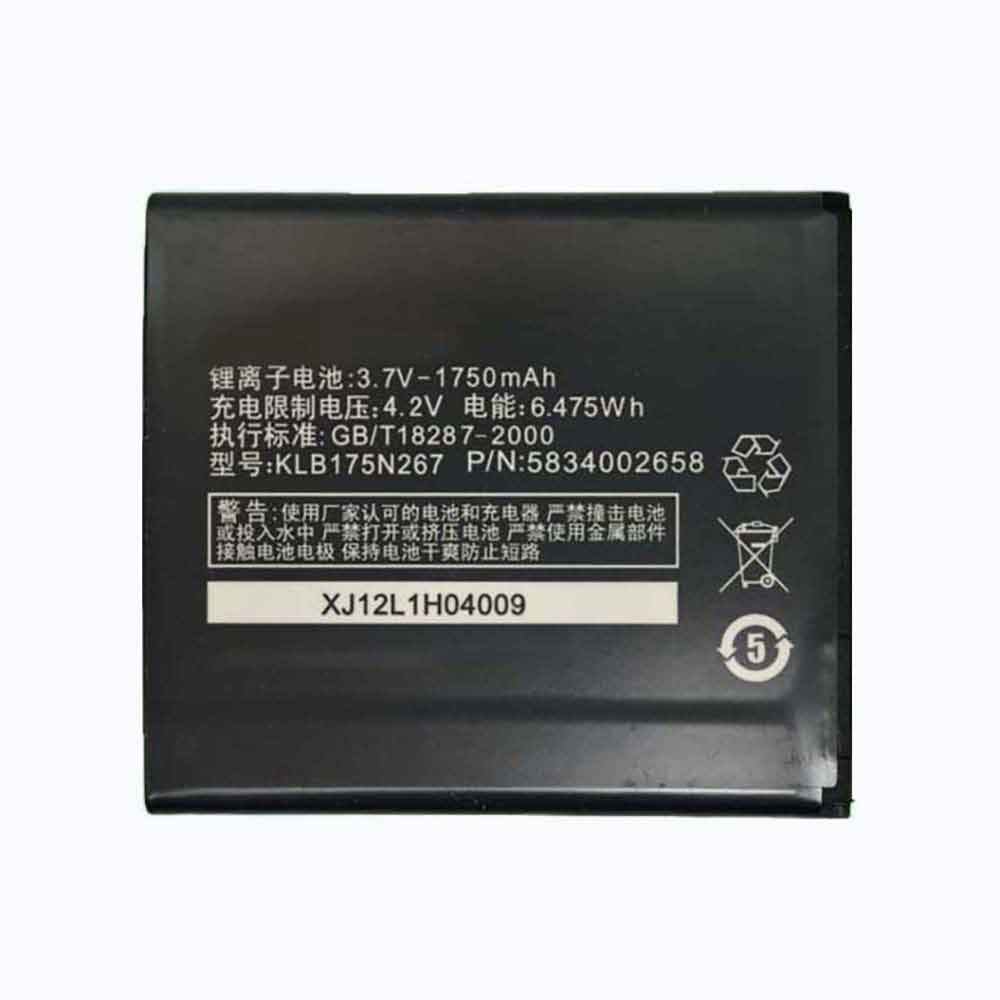 锂离子电池:3.7V-1750mAh
充电限制电压:4.2V 电能:6.475Wh
执行标准:GB/T18287-2000
型号:KLB175N267 P/N:5834002658
警告:使用厂家认可的电池和充电器 严禁撞击电池
或投入水中 严禁打开或挤压电池 严禁使用金属部件
接触电池电极 保持电池干爽防止短路
XJ12L1H04009
5